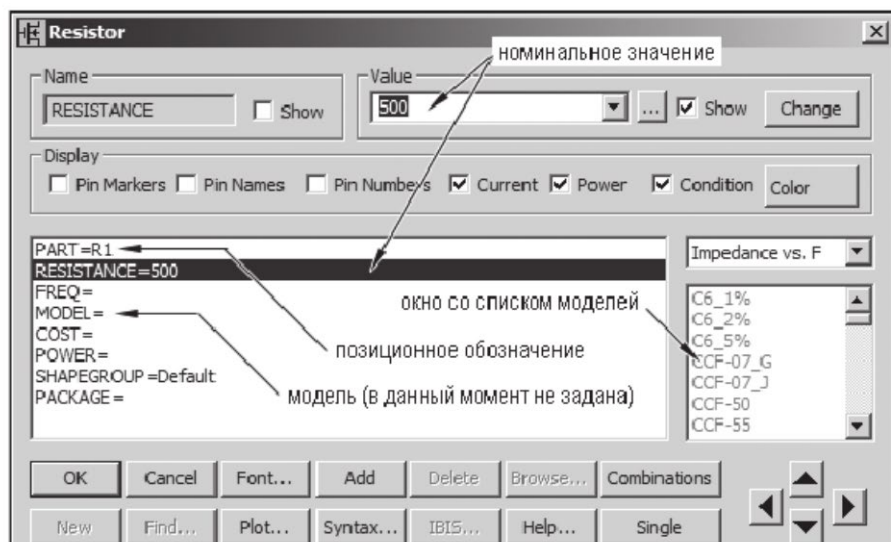 Resistor
номинальное значение
Name
Value
RESISTANCE
Show
500
...
Show
Change
Display
Pin Markers
Pin Names
Pin Numbers
Current
Power
Condition
Color
PART=R1
RESISTANCE=500
FREQ=
MODEL=
COST=
POWER=
SHAPEGROUP=Default
PACKAGE=
окно со списком моделей
позиционное обозначение
модель (в данный момент не задана)
Impedance vs. F
C6_1%
C6_2%
C6_5%
CCF-07_G
CCF-07_J
CCF-50
CCF-55
OK
Cancel
Font...
Add
Delete
Browse...
Combinations
New
Find...
Plot...
Syntax...
IBIS...
Help...
Single